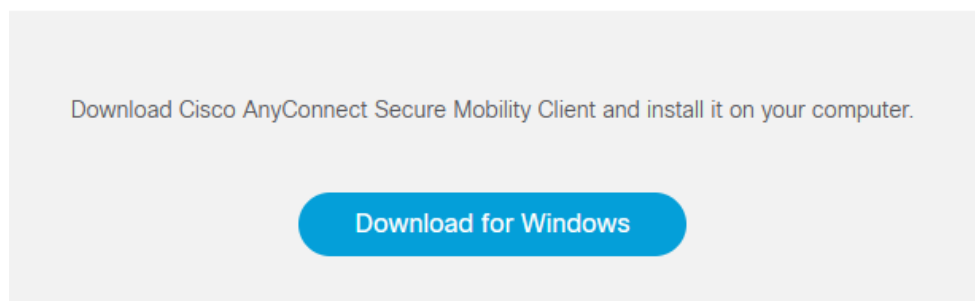 Download Cisco AnyConnect Secure Mobility Client and install it on your computer.
Download for Windows